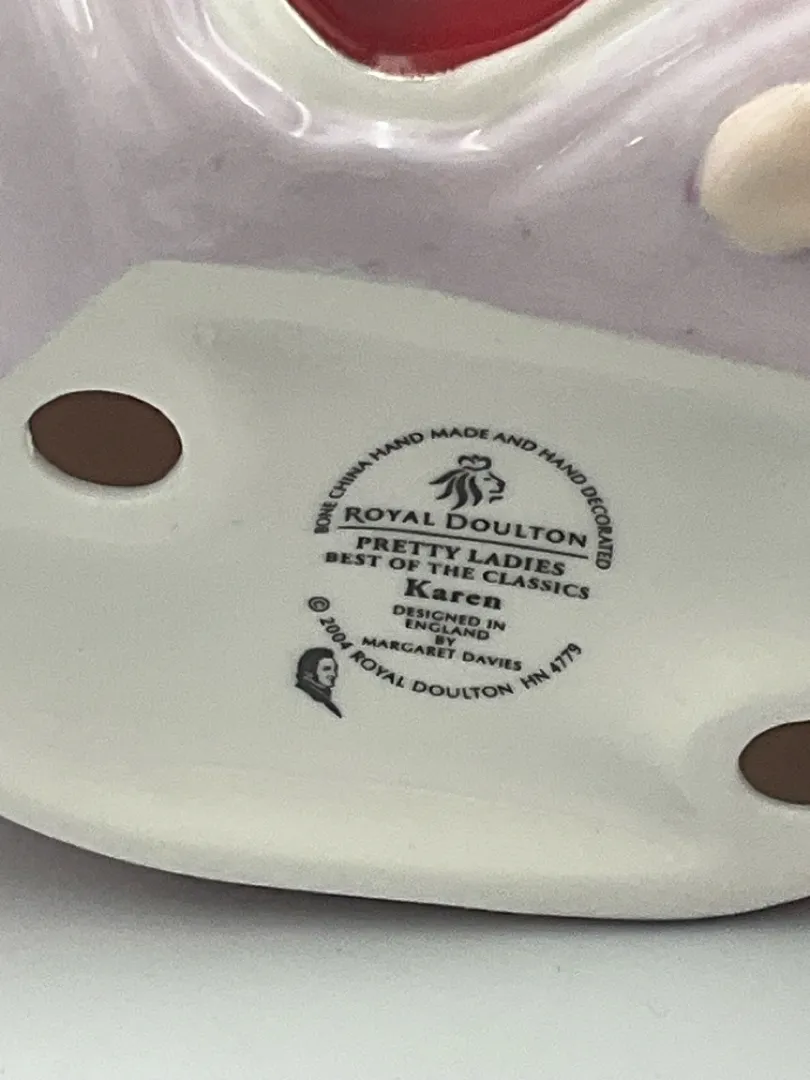 BONE CHINA HAND MADE AND HAND DECORATED
ROYAL DOULTON
PRETTY LADIES
BEST OF THE CLASSICS
Karen
DESIGNED IN
ENGLAND
BY
MARGARET DAVIES
© 2004 ROYAL DOULTON HN 4779